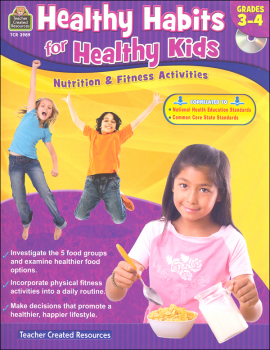 Teacher Created Resources
TCR 3989
Healthy Habits
GRADES
3–4
for Healthy Kids
Nutrition & Fitness Activities
CORRELATED TO
• National Health Education Standards
• Common Core State Standards
• Investigate the 5 food groups
and examine healthier food
options.
• Incorporate physical fitness
activities into a daily routine.
• Make decisions that promote a
healthier, happier lifestyle.
Teacher Created Resources